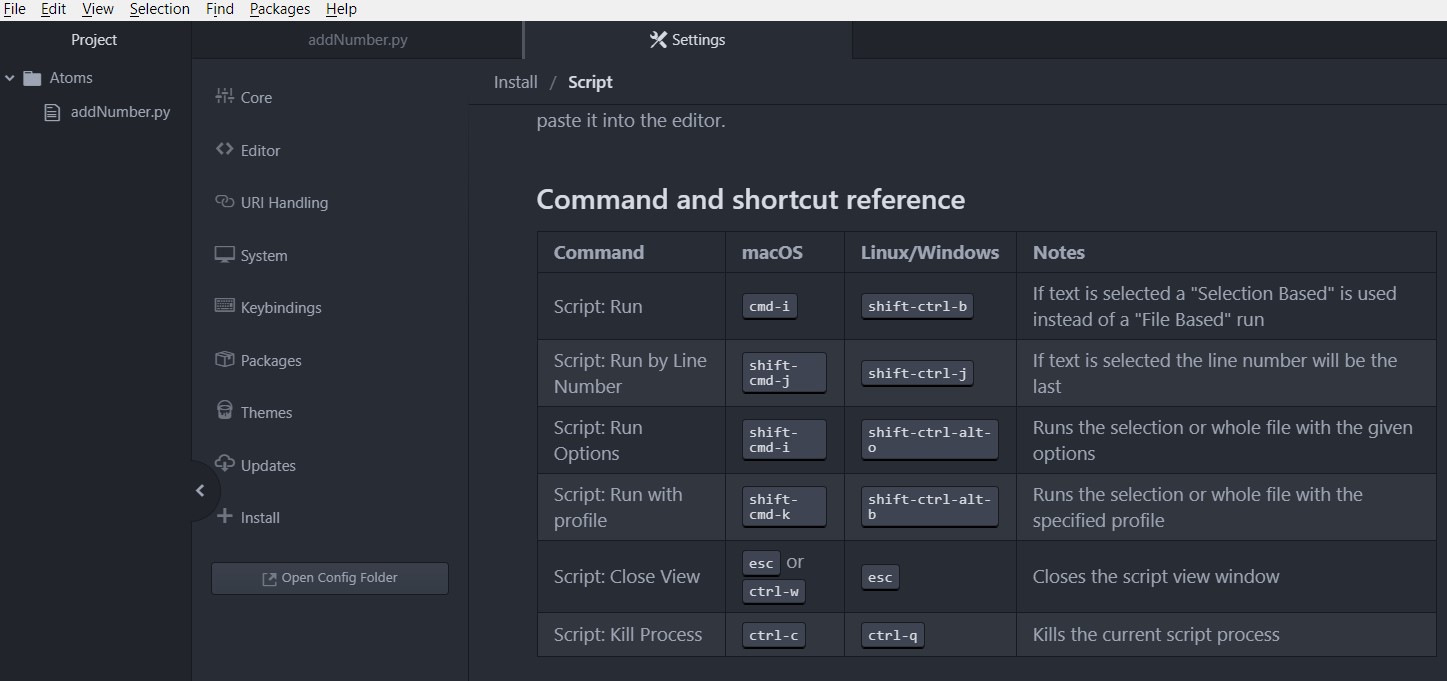 File Edit View Selection Find Packages Help
Project
addNumber.py
Settings
Atoms
addNumber.py
Core
Editor
URI Handling
System
Keybindings
Packages
Themes
Updates
Install
Open Config Folder
Install / Script
paste it into the editor.
Command and shortcut reference
Command macOS Linux/Windows Notes
Script: Run
cmd-i
shift-ctrl-b
If text is selected a "Selection Based" is used
instead of a "File Based" run
Script: Run by Line
Number
shift-
cmd-j
shift-ctrl-j
If text is selected the line number will be the
last
Script: Run
Options
shift-
cmd-i
shift-ctrl-alt-
o
Runs the selection or whole file with the given
options
Script: Run with
profile
shift-
cmd-k
shift-ctrl-alt-
b
Runs the selection or whole file with the
specified profile
Script: Close View
esc or
ctrl-w
esc
Closes the script view window
Script: Kill Process
ctrl-c
ctrl-q
Kills the current script process